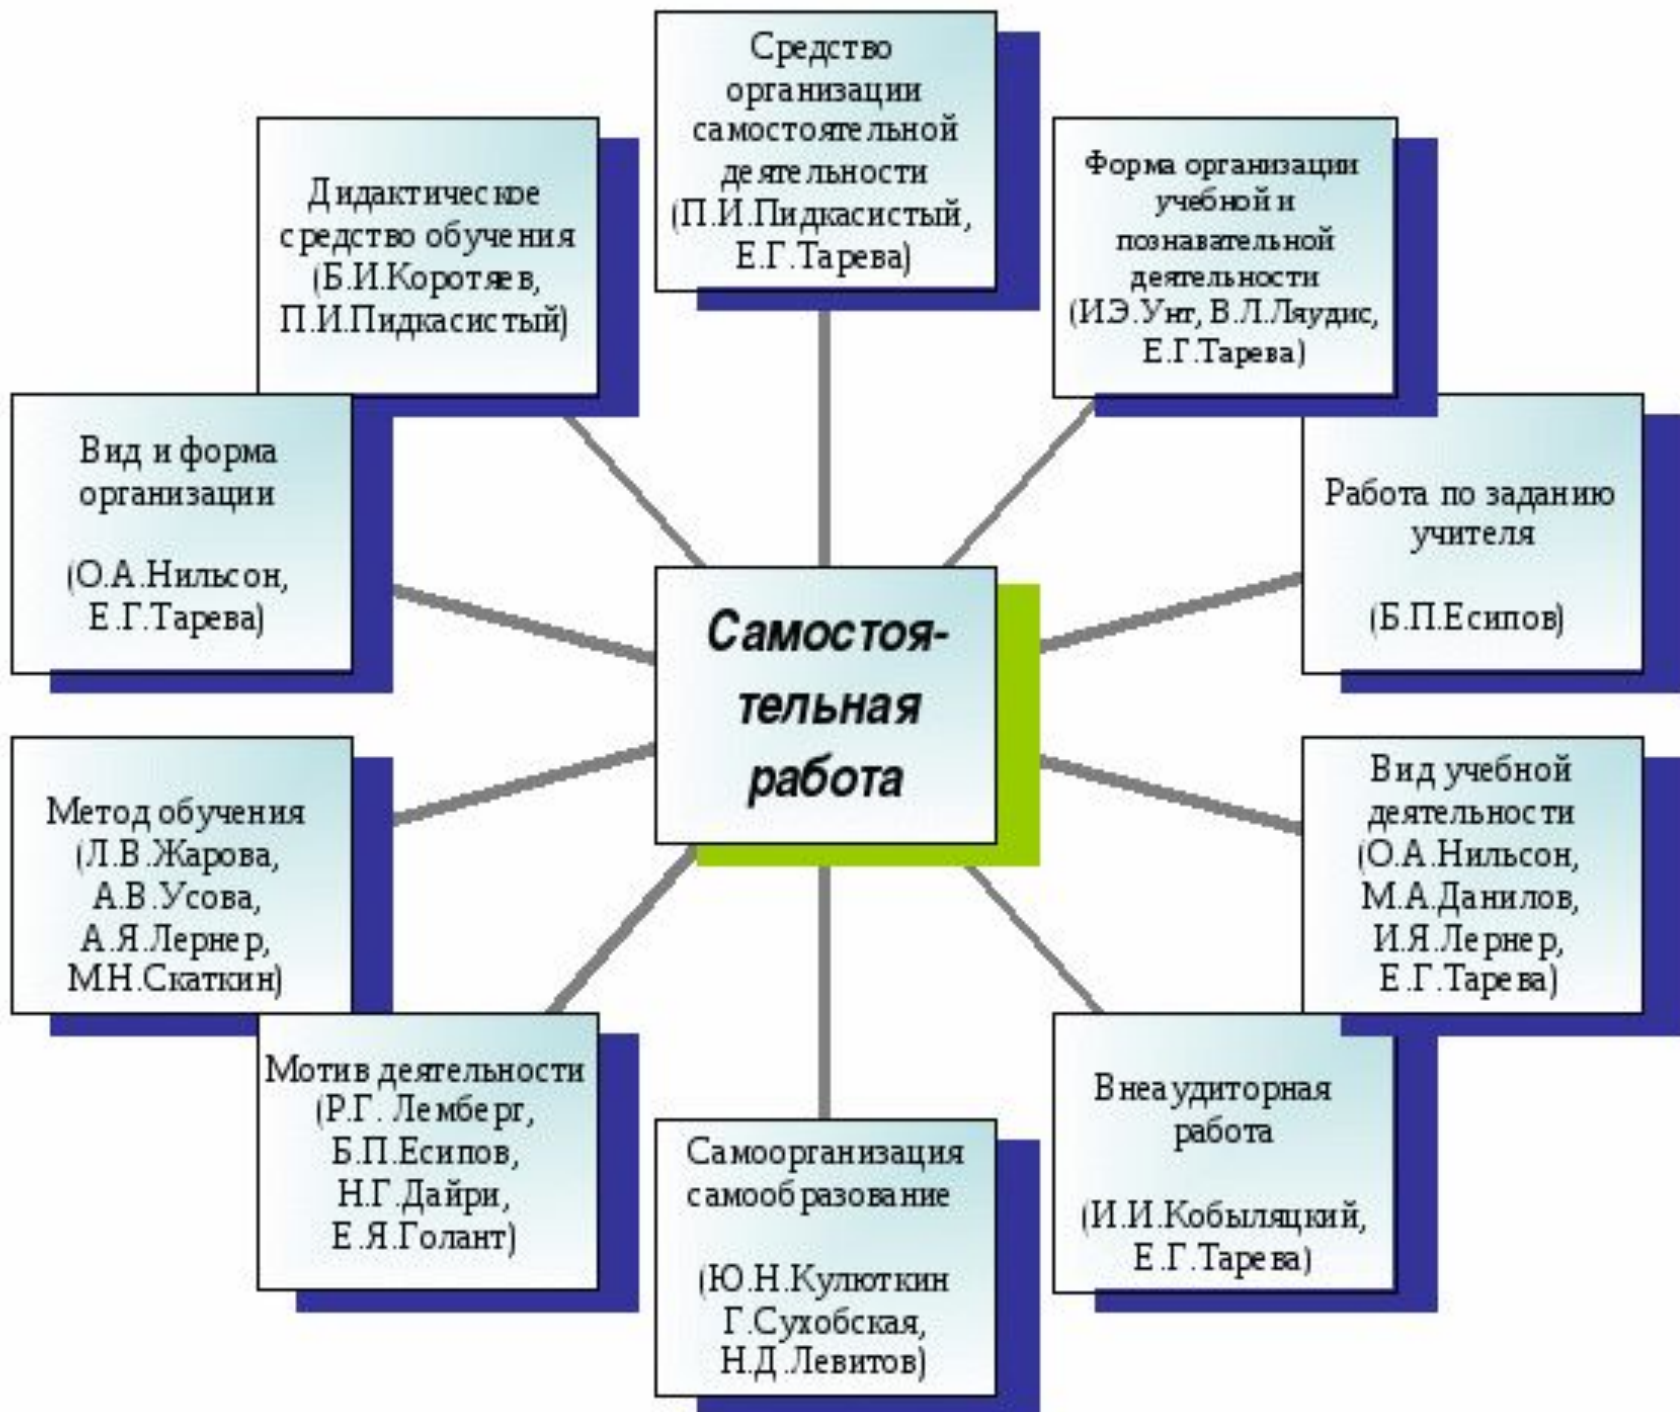 Средство
организации
самостоятельной
деятельности
(П.И.Пидкасистый,
Е.Г.Тарева)
Форма организации
учебной и
познавательной
деятельности
(И.Э.Унт, В.Л.Ляудис,
Е.Г.Тарева)
Работа по заданию
учителя
(Б.П.Есипов)
Вид учебной
деятельности
(О.А.Нильсон,
М.А.Данилов,
И.Я.Лернер,
Е.Г.Тарева)
Внеаудиторная
работа
(И.И.Кобыляцкий,
Е.Г.Тарева)
Самоорганизация
самообразование
(Ю.Н.Кулюткин
Г.Сухобская,
Н.Д.Левитов)
Мотив деятельности
(Р.Г. Лемберг,
Б.П.Есипов,
Н.Г.Дайри,
Е.Я.Голант)
Метод обучения
(Л.В.Жарова,
А.В.Усова,
А.Я.Лернер,
М.Н.Скаткин)
Вид и форма
организации
(О.А.Нильсон,
Е.Г.Тарева)
Дидактическое
средство обучения
(Б.И.Коротяев,
П.И.Пидкасистый)
Самостоя-
тельная
работа